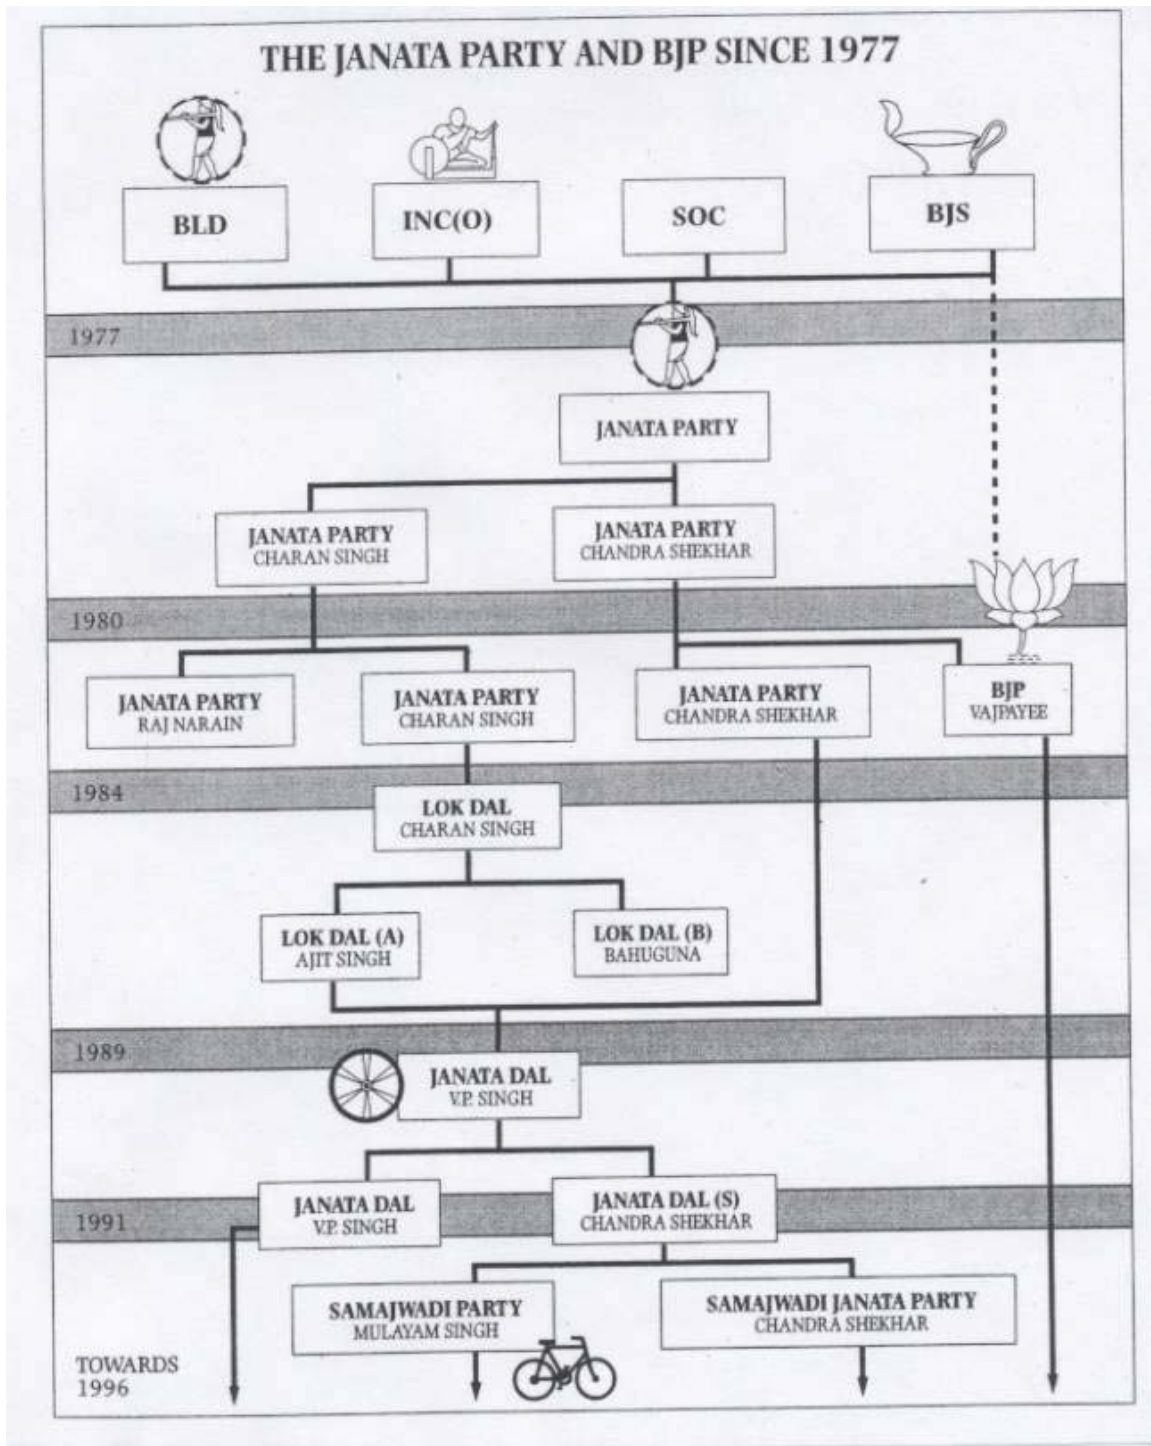 THE JANATA PARTY AND BJP SINCE 1977
BLD
INC(O)
SOC
BJS
1977
JANATA PARTY
JANATA PARTY
CHARAN SINGH
JANATA PARTY
CHANDRA SHEKHAR
1980
JANATA PARTY
RAJ NARAIN
JANATA PARTY
CHARAN SINGH
JANATA PARTY
CHANDRA SHEKHAR
BJP
VAJPAYEE
1984
LOK DAL
CHARAN SINGH
LOK DAL (A)
AJIT SINGH
LOK DAL (B)
BAHUGUNA
1989
JANATA DAL
V.P. SINGH
1991
JANATA DAL
V.P. SINGH
JANATA DAL (S)
CHANDRA SHEKHAR
SAMAJWADI PARTY
MULAYAM SINGH
SAMAJWADI JANATA PARTY
CHANDRA SHEKHAR
TOWARDS
1996